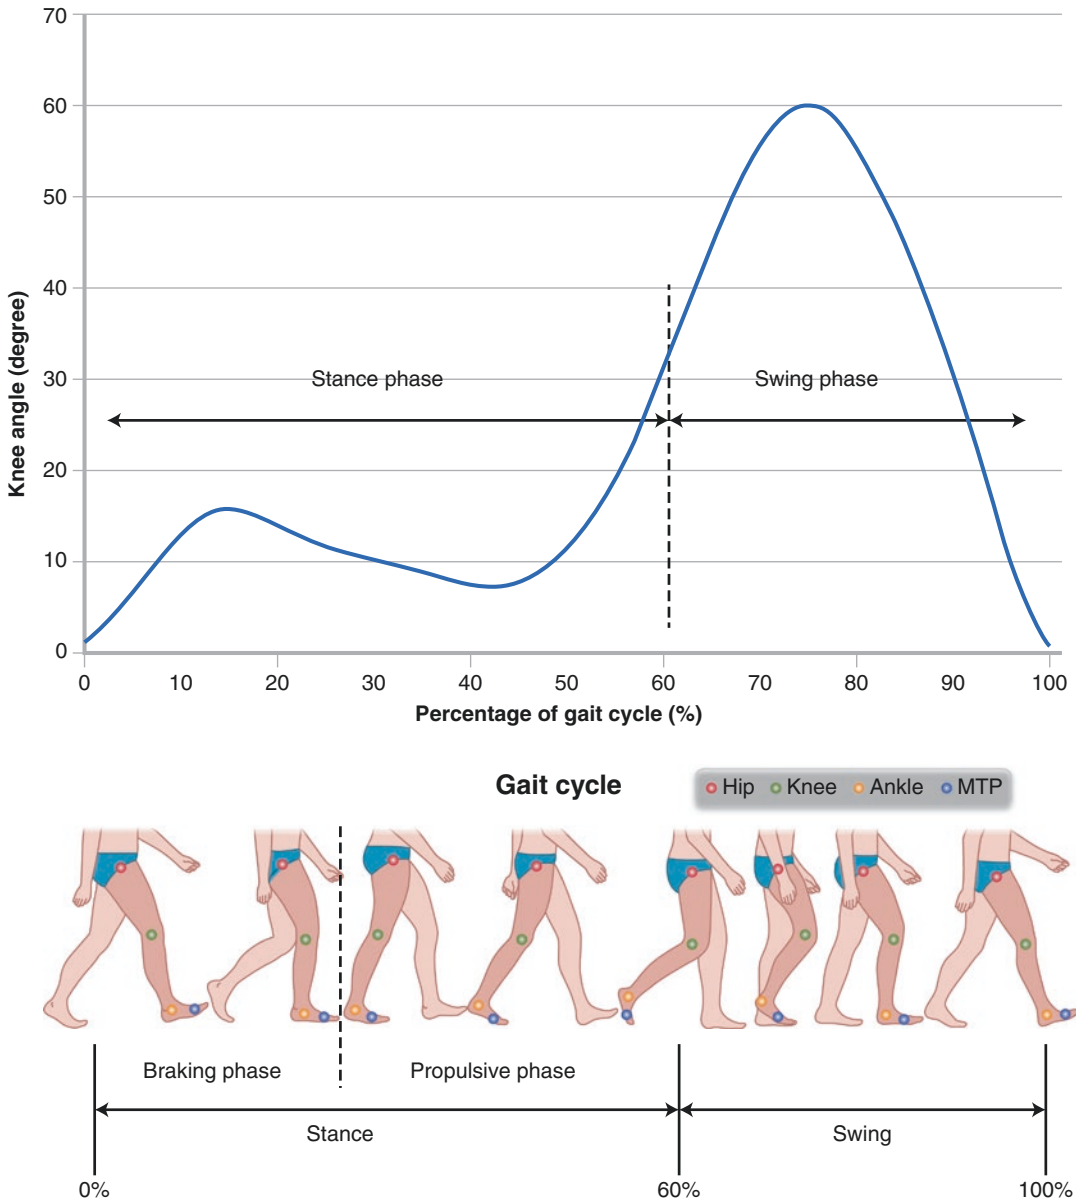 70
60
50
40
30
20
10
0
Knee angle (degree)
Stance phase
Swing phase
0 10 20 30 40 50 60 70 80 90 100
Percentage of gait cycle (%)
Gait cycle
Hip Knee Ankle MTP
Braking phase
Propulsive phase
Stance
Swing
0% 60% 100%